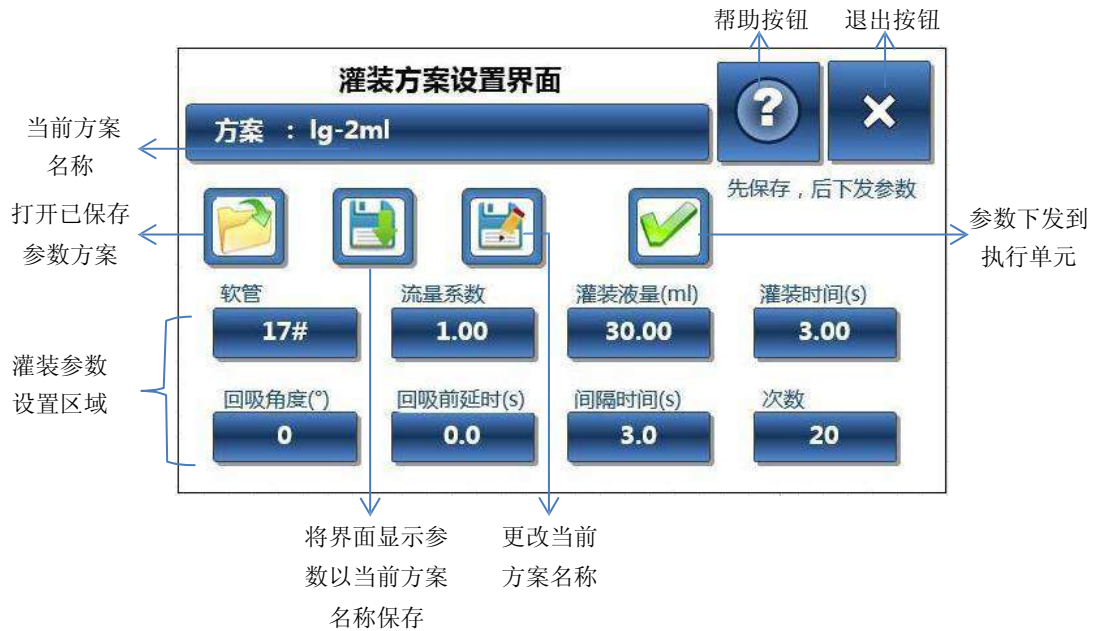 帮助按钮 退出按钮
灌装方案设置界面
方案 : lg-2ml
当前方案
名称
先保存，后下发参数
打开已保存
参数方案
参数下发到
执行单元
软管 流量系数 灌装液量(ml) 灌装时间(s)
17# 1.00 30.00 3.00
灌装参数
设置区域
回吸角度(°) 回吸前延时(s) 间隔时间(s) 次数
0 0.0 3.0 20
将界面显示参
数以当前方案
名称保存
更改当前
方案名称